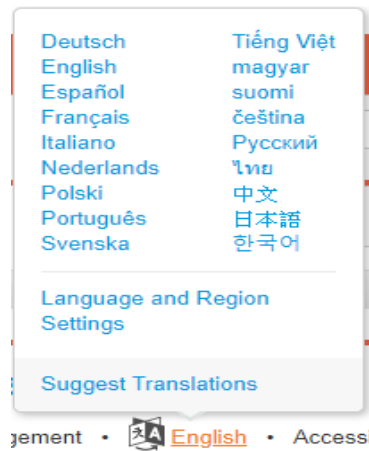 Deutsch
English
Español
Français
Italiano
Nederlands
Polski
Português
Svenska
Tiếng Việt
magyar
suomi
čeština
Русский
ไทย
中文
日本語
한국어
Language and Region
Settings
Suggest Translations
gement • English • Access